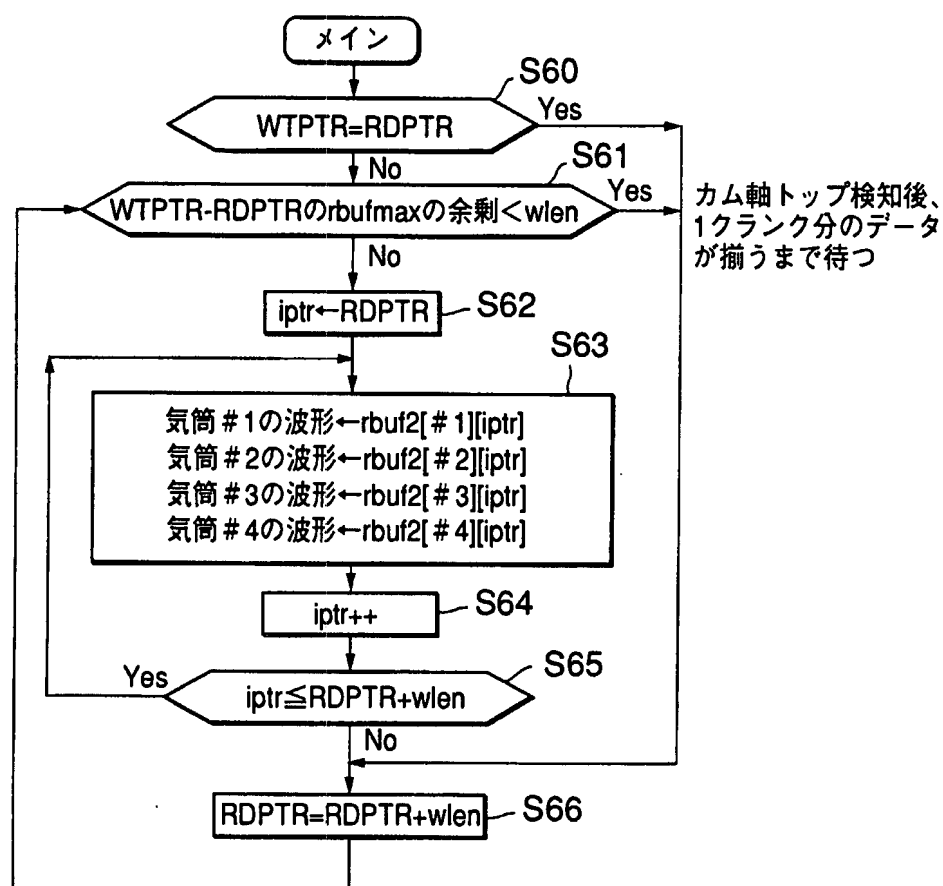 メイン
S60
WTPTR=RDPTR
Yes
No
S61
WTPTR-RDPTRのrbufmaxの余剰<wlen
Yes
カム軸トップ検知後、
1クランク分のデータ
が揃うまで待つ
No
iptr←RDPTR
S62
S63
気筒#1の波形←rbuf2[#1][iptr]
気筒#2の波形←rbuf2[#2][iptr]
気筒#3の波形←rbuf2[#3][iptr]
気筒#4の波形←rbuf2[#4][iptr]
iptr++
S64
S65
Yes
iptr≦RDPTR+wlen
No
RDPTR=RDPTR+wlen
S66